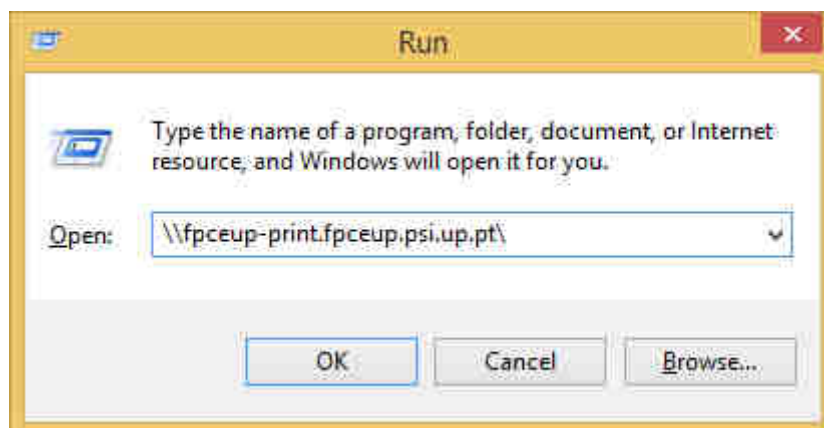 Run
Type the name of a program, folder, document, or Internet
resource, and Windows will open it for you.
Open: \\fpceup-print.fpceup.psi.up.pt\
OK Cancel Browse...